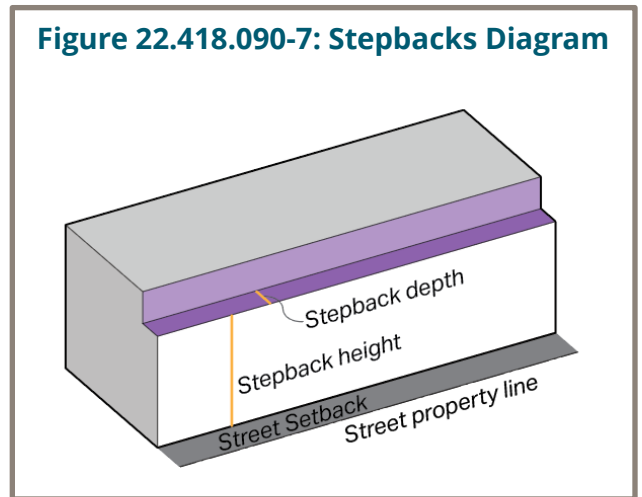 Figure 22.418.090-7: Stepbacks Diagram
Stepback depth
Stepback height
Street Setback
Street property line